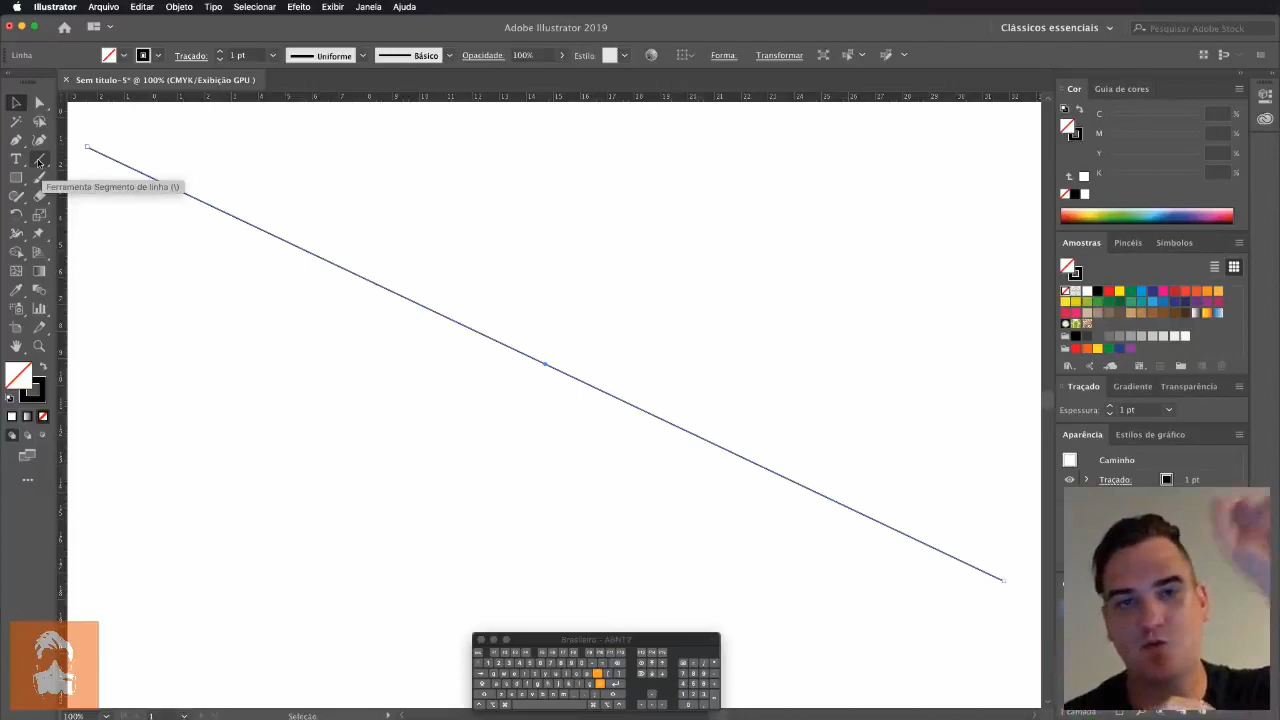 Illustrator Arquivo Editar Objeto Tipo Selecionar Efeito Exibir Janela Ajuda
Adobe Illustrator 2019
Clássicos essenciais
Pesquisar Adobe Stock
Linha
Traçado:
1 pt
Uniforme
Básico
Opacidade:
100%
Estilo:
Forma:
Transformar
Sem título-5* @ 100% (CMYK/Exibição GPU)
Ferramenta Segmento de linha (\)
Cor Guia de cores
C %
M %
Y %
K %
Amostras Pincéis Símbolos
Traçado Gradiente Transparência
Espessura: 1 pt
Aparência Estilos de gráfico
Caminho
Traçado: 1 pt
Brasileiro - ABNT2
100%
1
Seleção